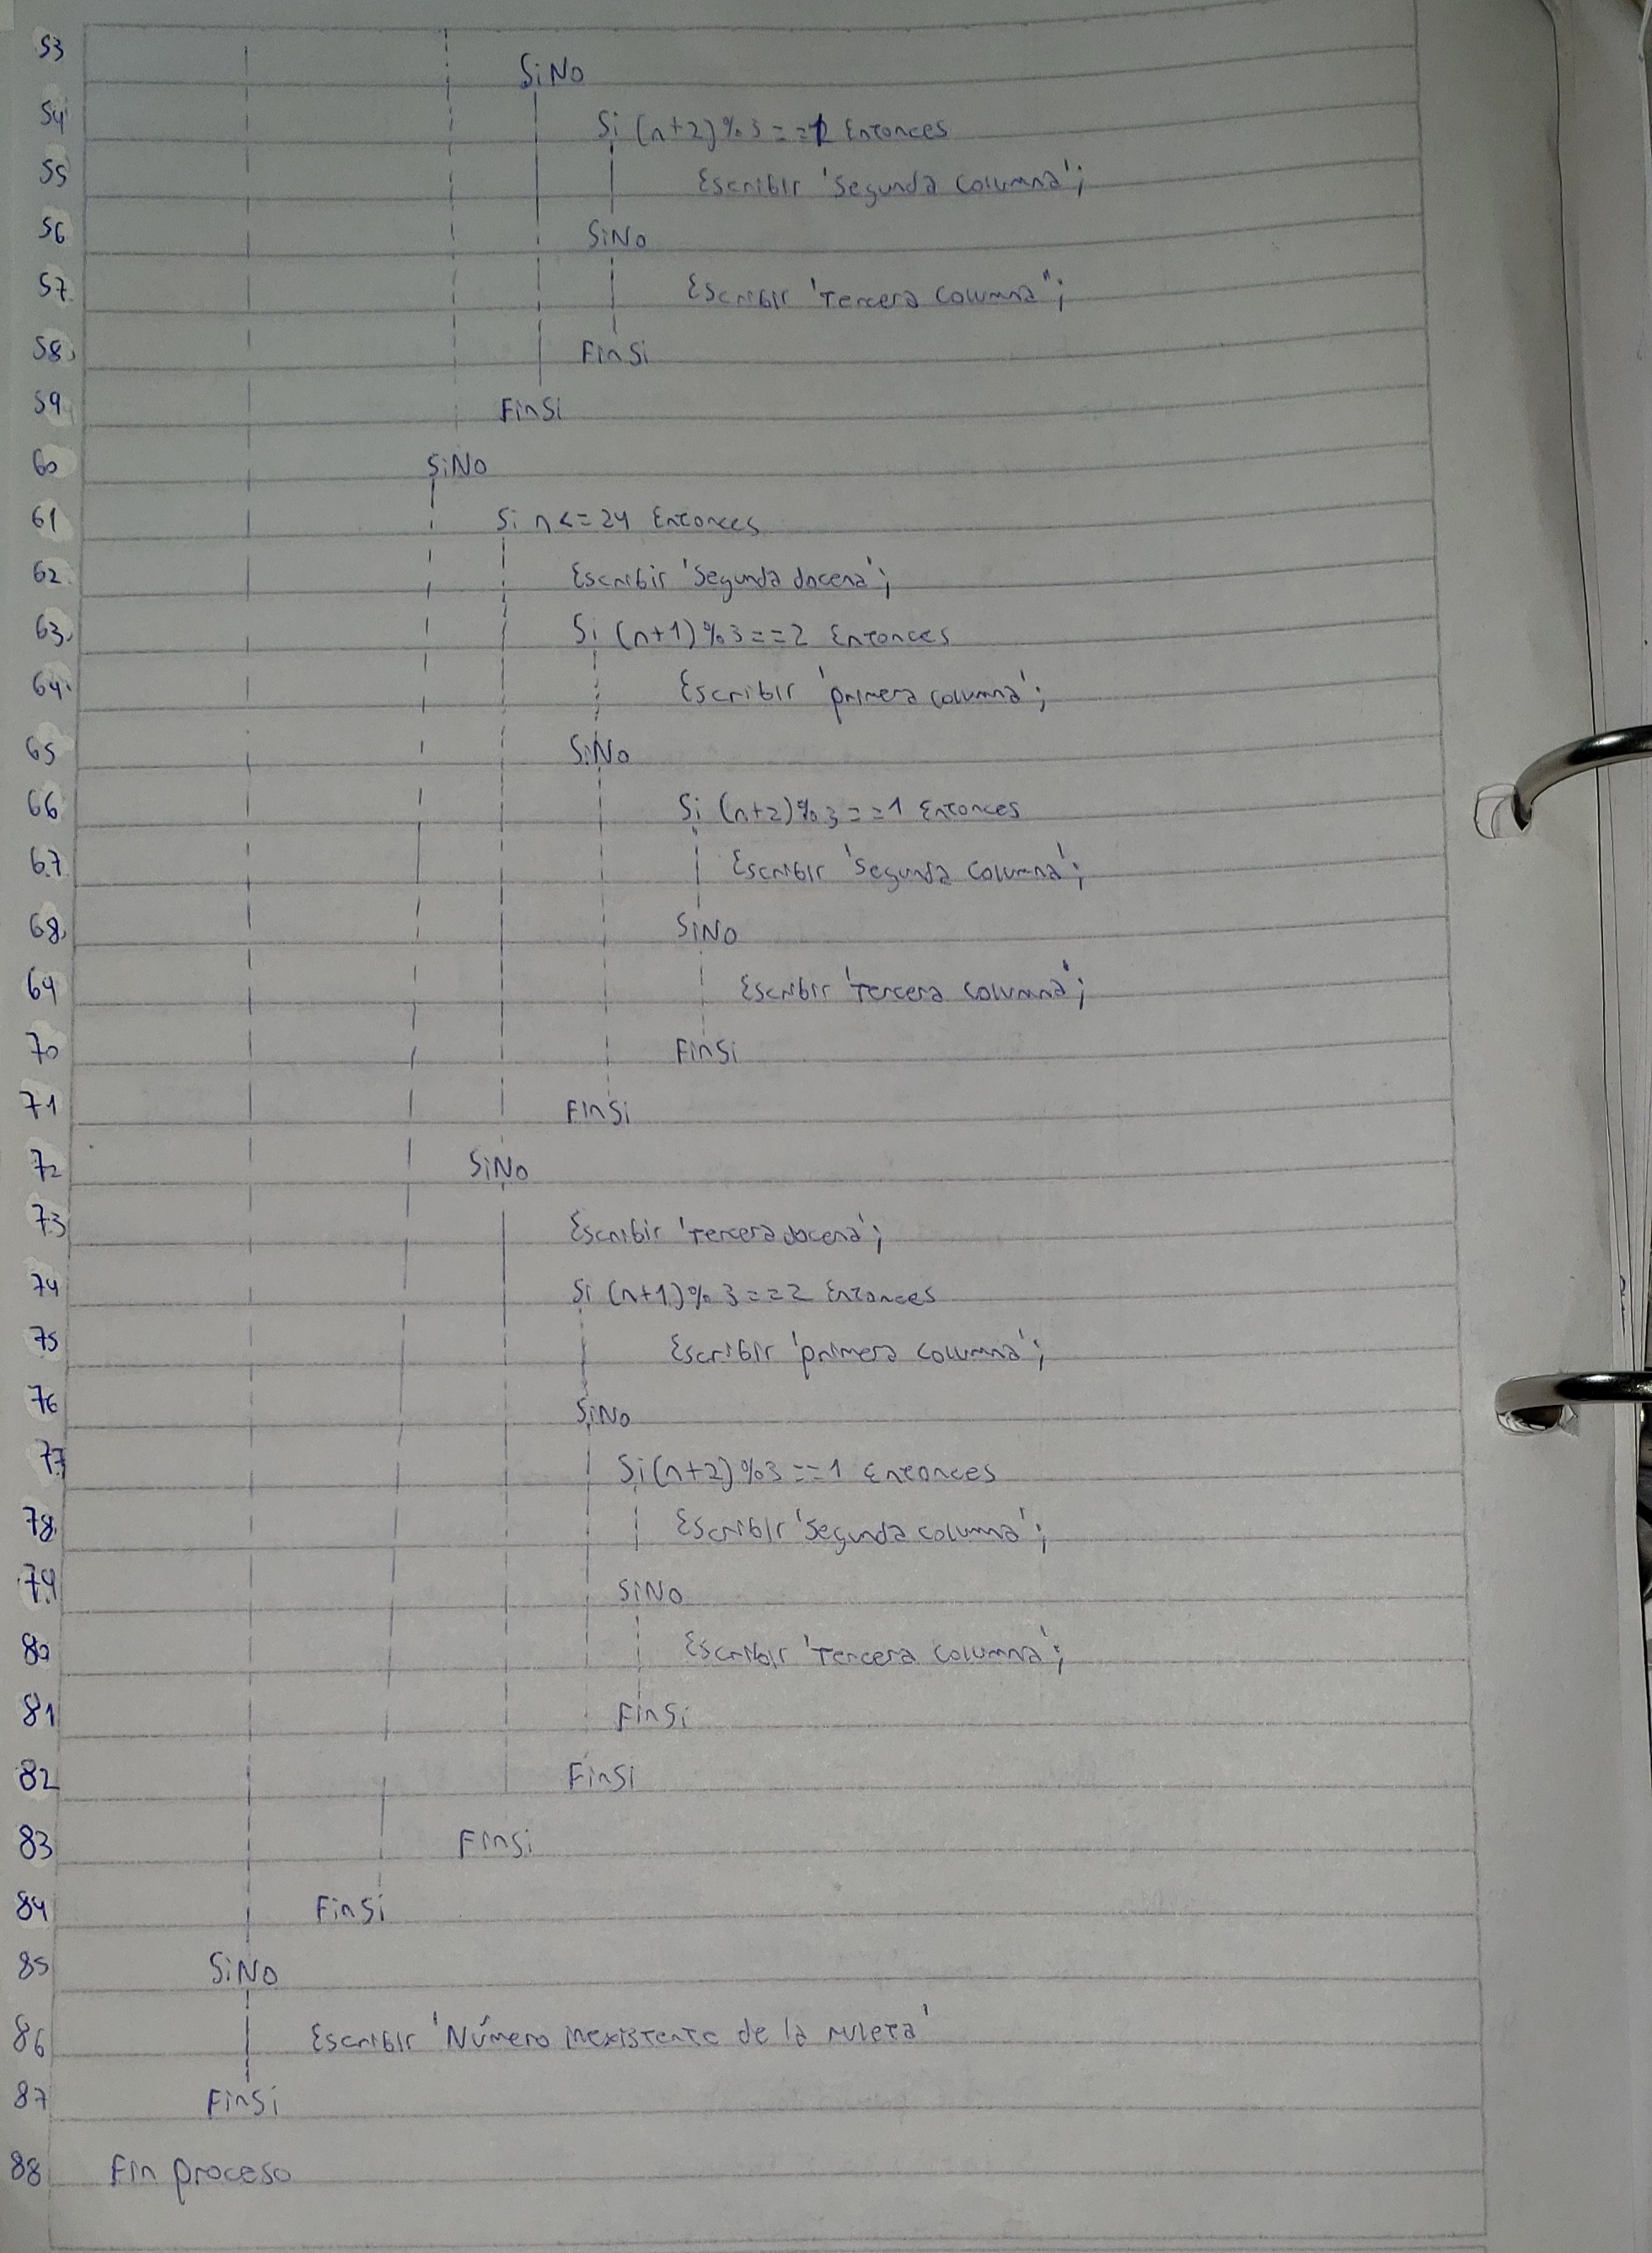 53 SiNo
54 Si (n+2)%3==1 Entonces
55 Escribir 'Segunda columna';
56 SiNo
57 Escribir 'Tercera columna";
58 FinSi
59 FinSi
60 SiNo
61 Si n<=24 Entonces
62 Escribir 'Segunda docena';
63 Si (n+1)%3==2 Entonces
64 Escribir 'primera columna';
65 SiNo
66 Si (n+2)%3==1 Entonces
67 Escribir 'Segunda columna';
68 SiNo
69 Escribir 'Tercera columna';
70 FinSi
71 FinSi
72 SiNo
73 Escribir 'Tercera docena';
74 Si (n+1)%3==2 Entonces
75 Escribir 'primera columna';
76 SiNo
77 Si (n+2)%3==1 Entonces
78 Escribir 'Segunda columna';
79 SiNo
80 Escribir 'Tercera columna';
81 FinSi
82 FinSi
83 FinSi
84 FinSi
85 SiNo
86 Escribir 'Número inexistente de la ruleta'
87 FinSi
88 Fin proceso